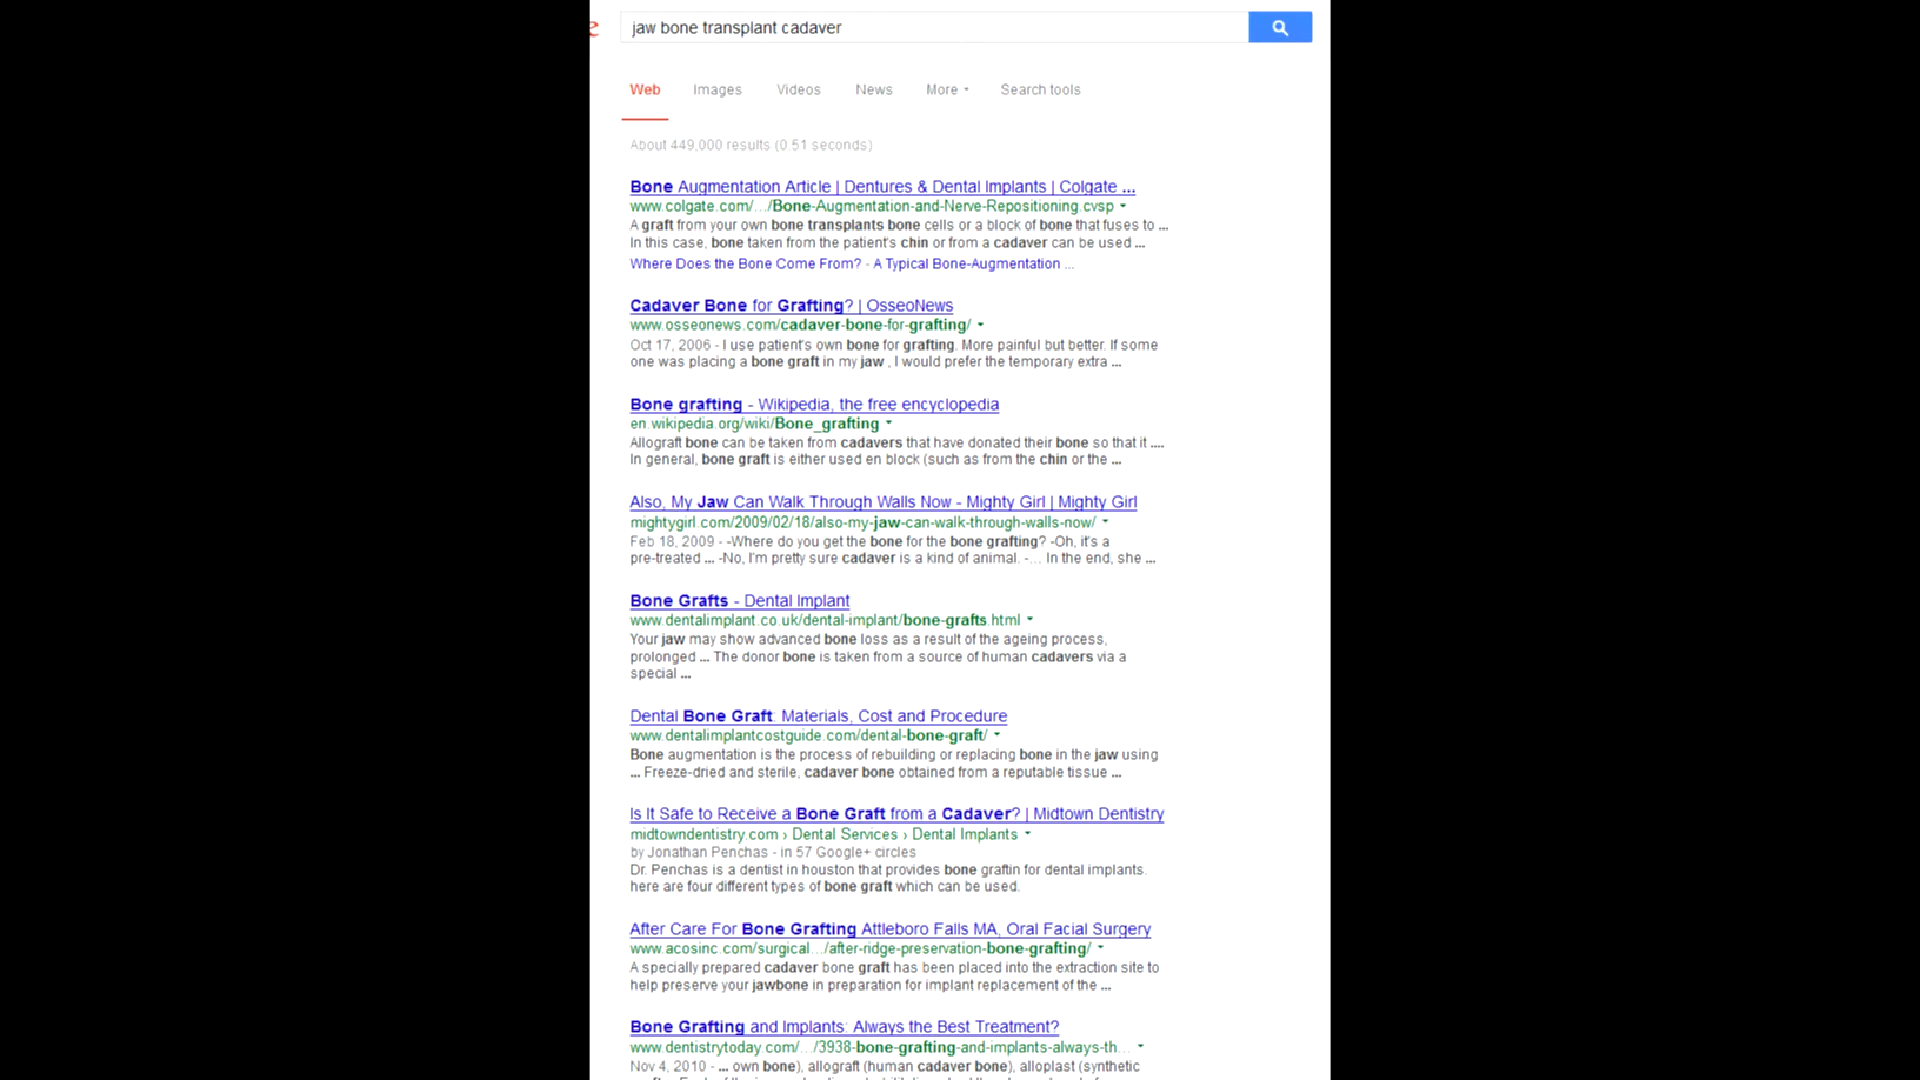 e
jaw bone transplant cadaver
Web Images Videos News More Search tools
About 449,000 results (0.51 seconds)
Bone Augmentation Article | Dentures & Dental Implants | Colgate ...
www.colgate.com/.../Bone-Augmentation-and-Nerve-Repositioning.cvsp
A graft from your own bone transplants bone cells or a block of bone that fuses to ...
In this case, bone taken from the patient's chin or from a cadaver can be used ...
Where Does the Bone Come From? - A Typical Bone-Augmentation ...
Cadaver Bone for Grafting? | OsseoNews
www.osseonews.com/cadaver-bone-for-grafting/
Oct 17, 2006 - I use patient's own bone for grafting. More painful but better. If some
one was placing a bone graft in my jaw , I would prefer the temporary extra ...
Bone grafting - Wikipedia, the free encyclopedia
en.wikipedia.org/wiki/Bone_grafting
Allograft bone can be taken from cadavers that have donated their bone so that it ....
In general, bone graft is either used en block (such as from the chin or the ...
Also, My Jaw Can Walk Through Walls Now - Mighty Girl | Mighty Girl
mightygirl.com/2009/02/18/also-my-jaw-can-walk-through-walls-now/
Feb 18, 2009 - -Where do you get the bone for the bone grafting? -Oh, it's a
pre-treated ... -No, I'm pretty sure cadaver is a kind of animal. -... In the end, she ...
Bone Grafts - Dental Implant
www.dentalimplant.co.uk/dental-implant/bone-grafts.html
Your jaw may show advanced bone loss as a result of the ageing process,
prolonged ... The donor bone is taken from a source of human cadavers via a
special ...
Dental Bone Graft: Materials, Cost and Procedure
www.dentalimplantcostguide.com/dental-bone-graft/
Bone augmentation is the process of rebuilding or replacing bone in the jaw using
... Freeze-dried and sterile, cadaver bone obtained from a reputable tissue ...
Is It Safe to Receive a Bone Graft from a Cadaver? | Midtown Dentistry
midtowndentistry.com › Dental Services › Dental Implants
by Jonathan Penchas - in 57 Google+ circles
Dr. Penchas is a dentist in houston that provides bone graftin for dental implants.
here are four different types of bone graft which can be used.
After Care For Bone Grafting Attleboro Falls MA, Oral Facial Surgery
www.acosinc.com/surgical.../after-ridge-preservation-bone-grafting/
A specially prepared cadaver bone graft has been placed into the extraction site to
help preserve your jawbone in preparation for implant replacement of the ...
Bone Grafting and Implants: Always the Best Treatment?
www.dentistrytoday.com/.../3938-bone-grafting-and-implants-always-th...
Nov 4, 2010 - ... own bone), allograft (human cadaver bone), alloplast (synthetic